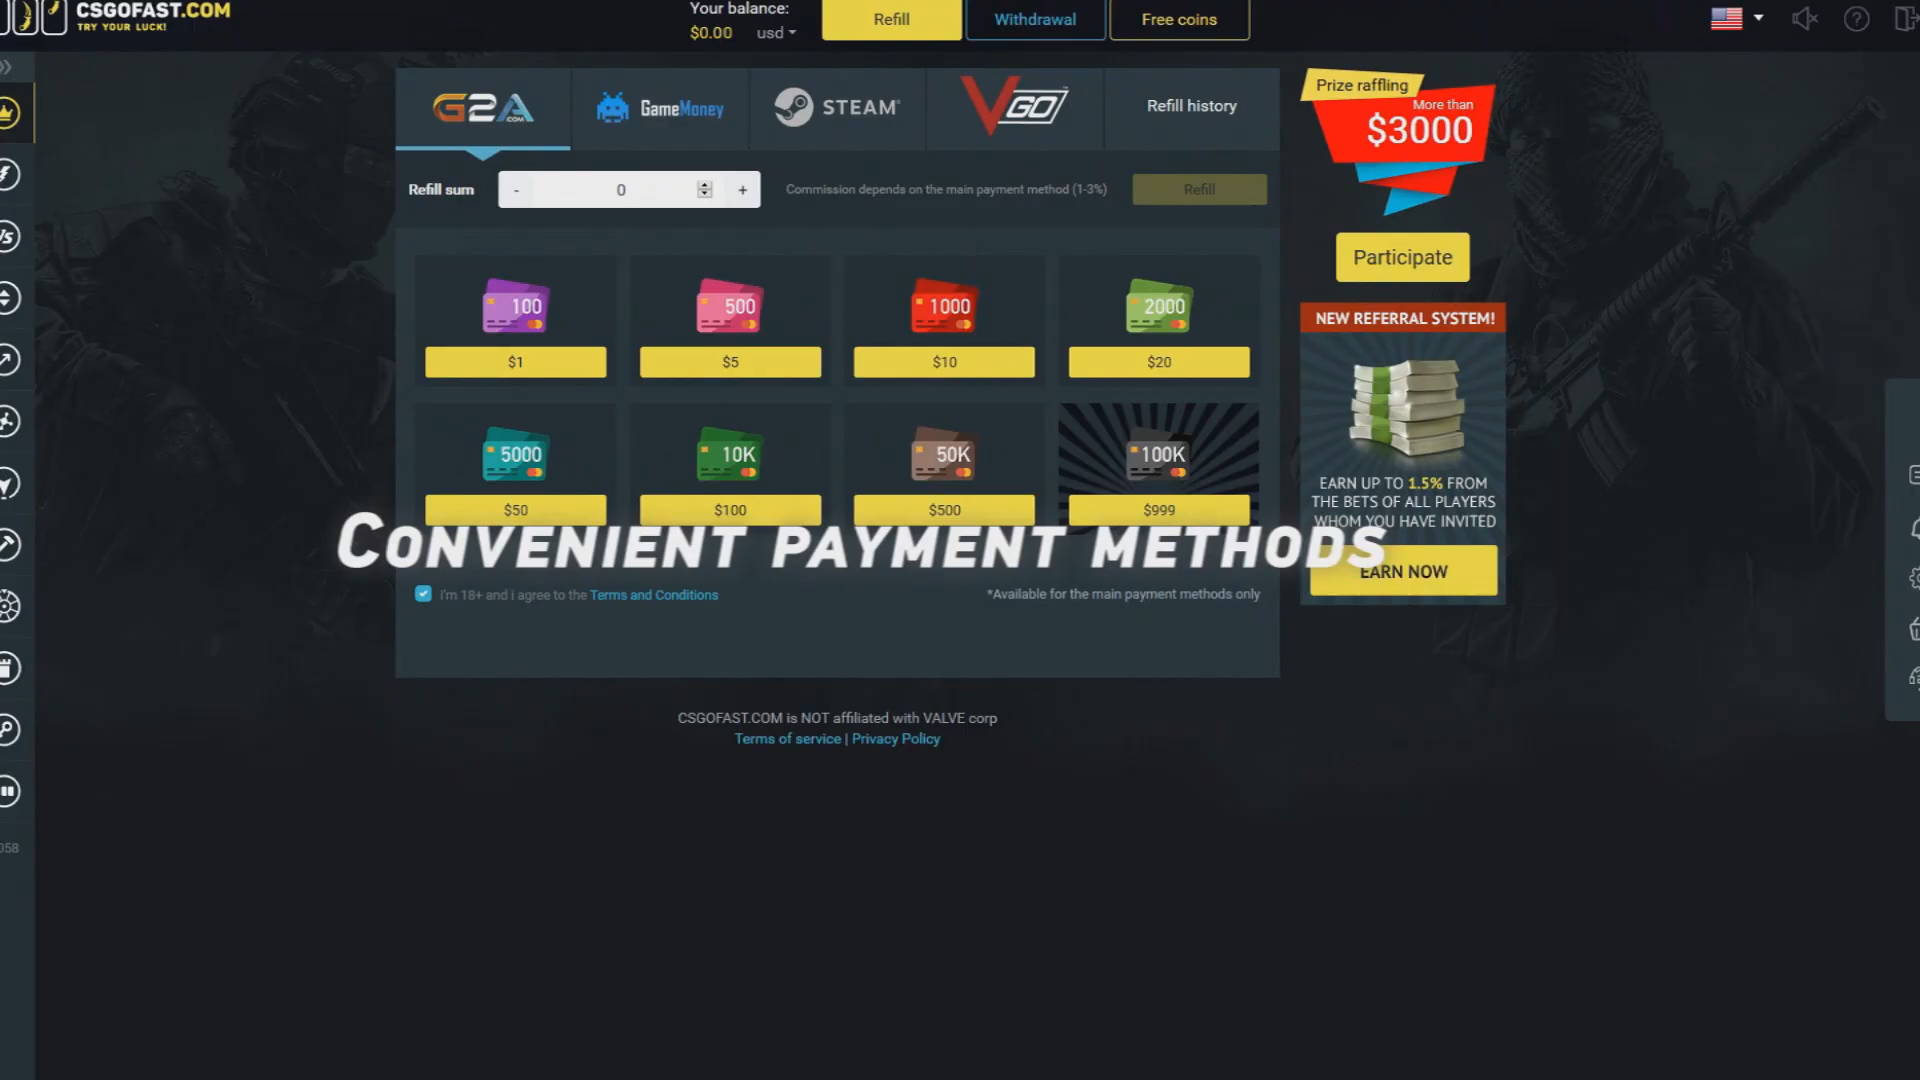 CSGOFAST.COM
TRY YOUR LUCK!
Your balance:
$0.00 usd
Refill
Withdrawal
Free coins
G2A.COM
GameMoney
STEAM
VGO
Refill history
Refill sum
- 0 +
Commission depends on the main payment method (1-3%)
Refill
100
500
1000
2000
$1
$5
$10
$20
5000
10K
50K
100K
$50
$100
$500
$999
CONVENIENT PAYMENT METHODS
I'm 18+ and i agree to the Terms and Conditions
*Available for the main payment methods only
Prize raffling
More than
$3000
Participate
NEW REFERRAL SYSTEM!
EARN UP TO 1.5% FROM
THE BETS OF ALL PLAYERS
WHOM YOU HAVE INVITED
EARN NOW
CSGOFAST.COM is NOT affiliated with VALVE corp
Terms of service | Privacy Policy
058